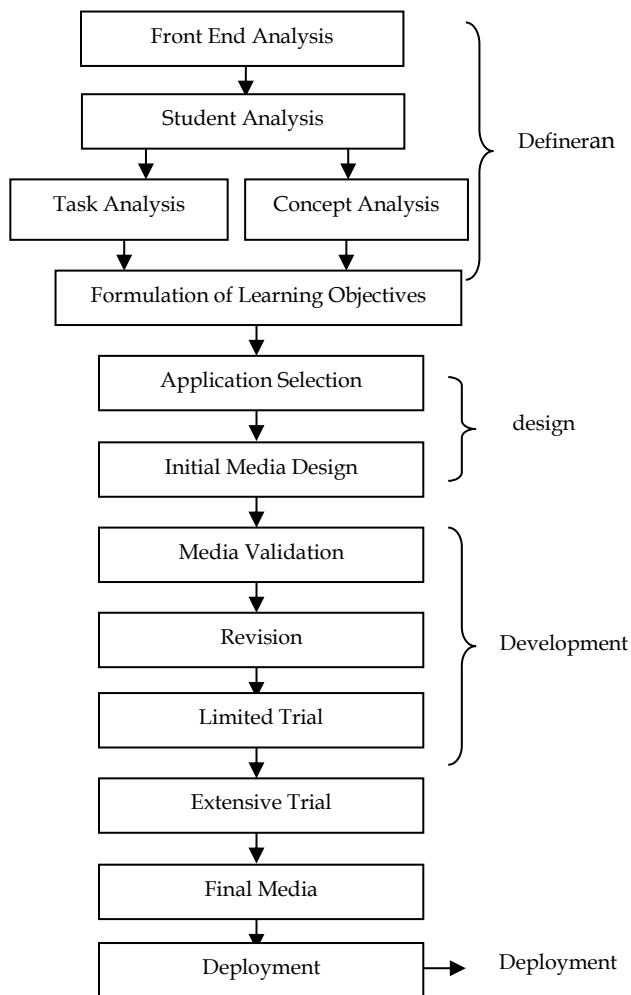 Front End Analysis
Student Analysis
Defineran
Task Analysis
Concept Analysis
Formulation of Learning Objectives
Application Selection
design
Initial Media Design
Media Validation
Revision
Development
Limited Trial
Extensive Trial
Final Media
Deployment
Deployment